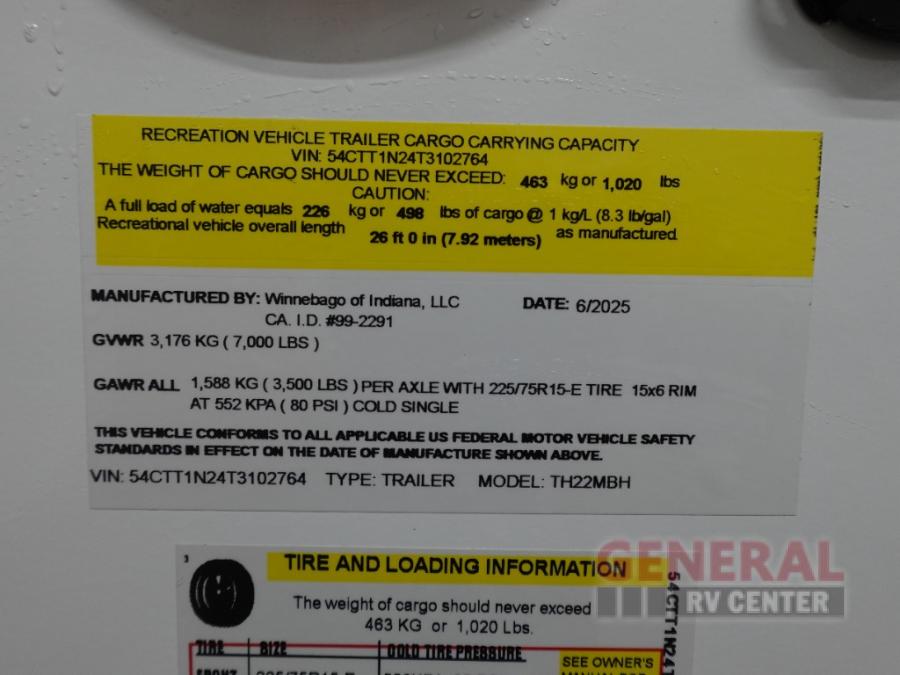 RECREATION VEHICLE TRAILER CARGO CARRYING CAPACITY
VIN: 54CTT1N24T3102764
THE WEIGHT OF CARGO SHOULD NEVER EXCEED: 463 kg or 1,020 lbs
CAUTION:
A full load of water equals 226 kg or 498 lbs of cargo @ 1 kg/L (8.3 lb/gal)
Recreational vehicle overall length 26 ft 0 in (7.92 meters) as manufactured.
MANUFACTURED BY: Winnebago of Indiana, LLC DATE: 6/2025
CA. I.D. #99-2291
GVWR 3,176 KG ( 7,000 LBS )
GAWR ALL 1,588 KG ( 3,500 LBS ) PER AXLE WITH 225/75R15-E TIRE 15x6 RIM
AT 552 KPA ( 80 PSI ) COLD SINGLE
THIS VEHICLE CONFORMS TO ALL APPLICABLE US FEDERAL MOTOR VEHICLE SAFETY
STANDARDS IN EFFECT ON THE DATE OF MANUFACTURE SHOWN ABOVE.
VIN: 54CTT1N24T3102764 TYPE: TRAILER MODEL: TH22MBH
TIRE AND LOADING INFORMATION
The weight of cargo should never exceed
463 KG or 1,020 Lbs.
TIRE SIZE COLD TIRE PRESSURE
SEE OWNER'S
54CTT1N24T
GENERAL
RV CENTER